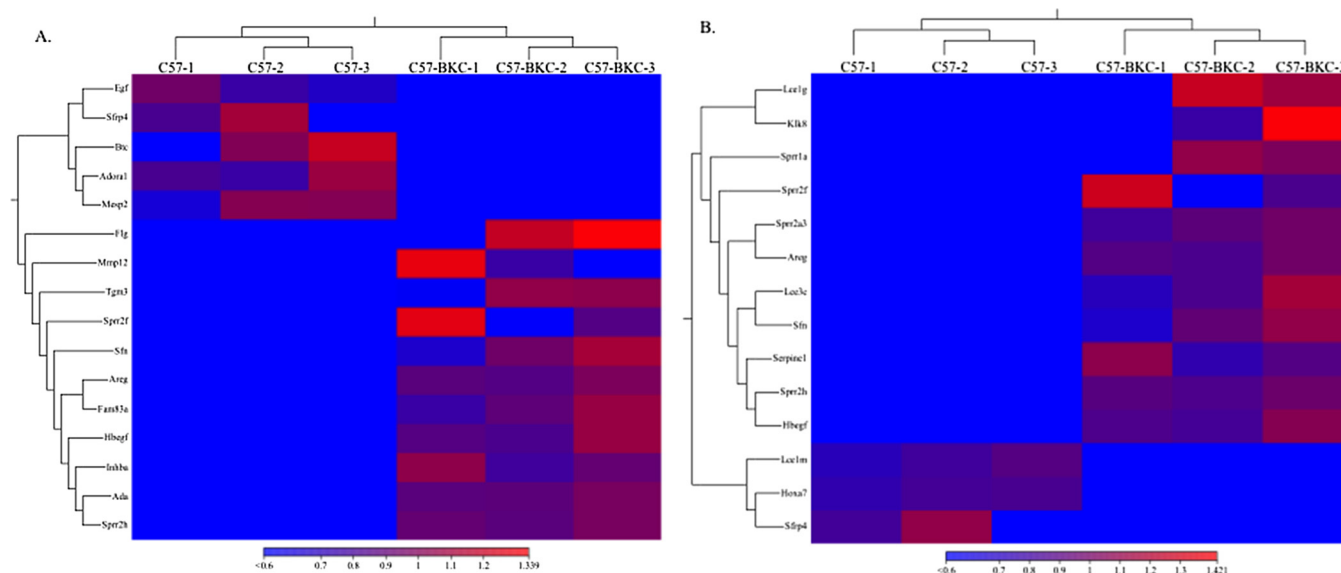 A.
C57-1 C57-2 C57-3 C57-BKC-1 C57-BKC-2 C57-BKC-3
Egf
Sfrp4
Btc
Adora1
Mesp2
Flg
Mmp12
Tgm3
Sprr2f
Sfn
Areg
Fam83a
Hbegf
Inhba
Ada
Sprr2h
<0.6 0.7 0.8 0.9 1 1.1 1.2 1.339
B.
C57-1 C57-2 C57-3 C57-BKC-1 C57-BKC-2 C57-BKC-3
Lce1g
Klk8
Sprr1a
Sprr2f
Sprr2a3
Areg
Lce3c
Sfn
Serpine1
Sprr2h
Hbegf
Lce1m
Hoxa7
Sfrp4
<0.6 0.7 0.8 0.9 1 1.1 1.2 1.3 1.421